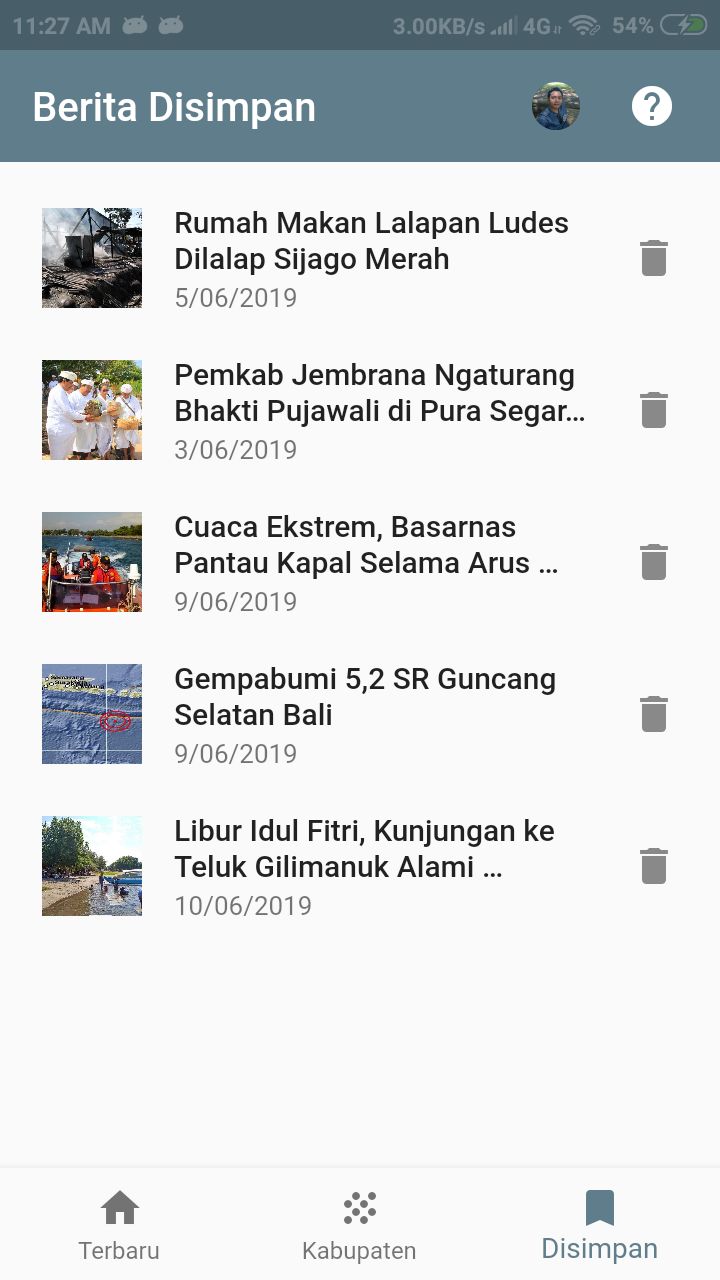 11:27 AM 3.00KB/s 4G 54%
Berita Disimpan
Rumah Makan Lalapan Ludes
Dilalap Sijago Merah
5/06/2019
Pemkab Jembrana Ngaturang
Bhakti Pujawali di Pura Segar…
3/06/2019
Cuaca Ekstrem, Basarnas
Pantau Kapal Selama Arus …
9/06/2019
Semarang
Gempabumi 5,2 SR Guncang
Selatan Bali
9/06/2019
Libur Idul Fitri, Kunjungan ke
Teluk Gilimanuk Alami …
10/06/2019
Terbaru Kabupaten Disimpan